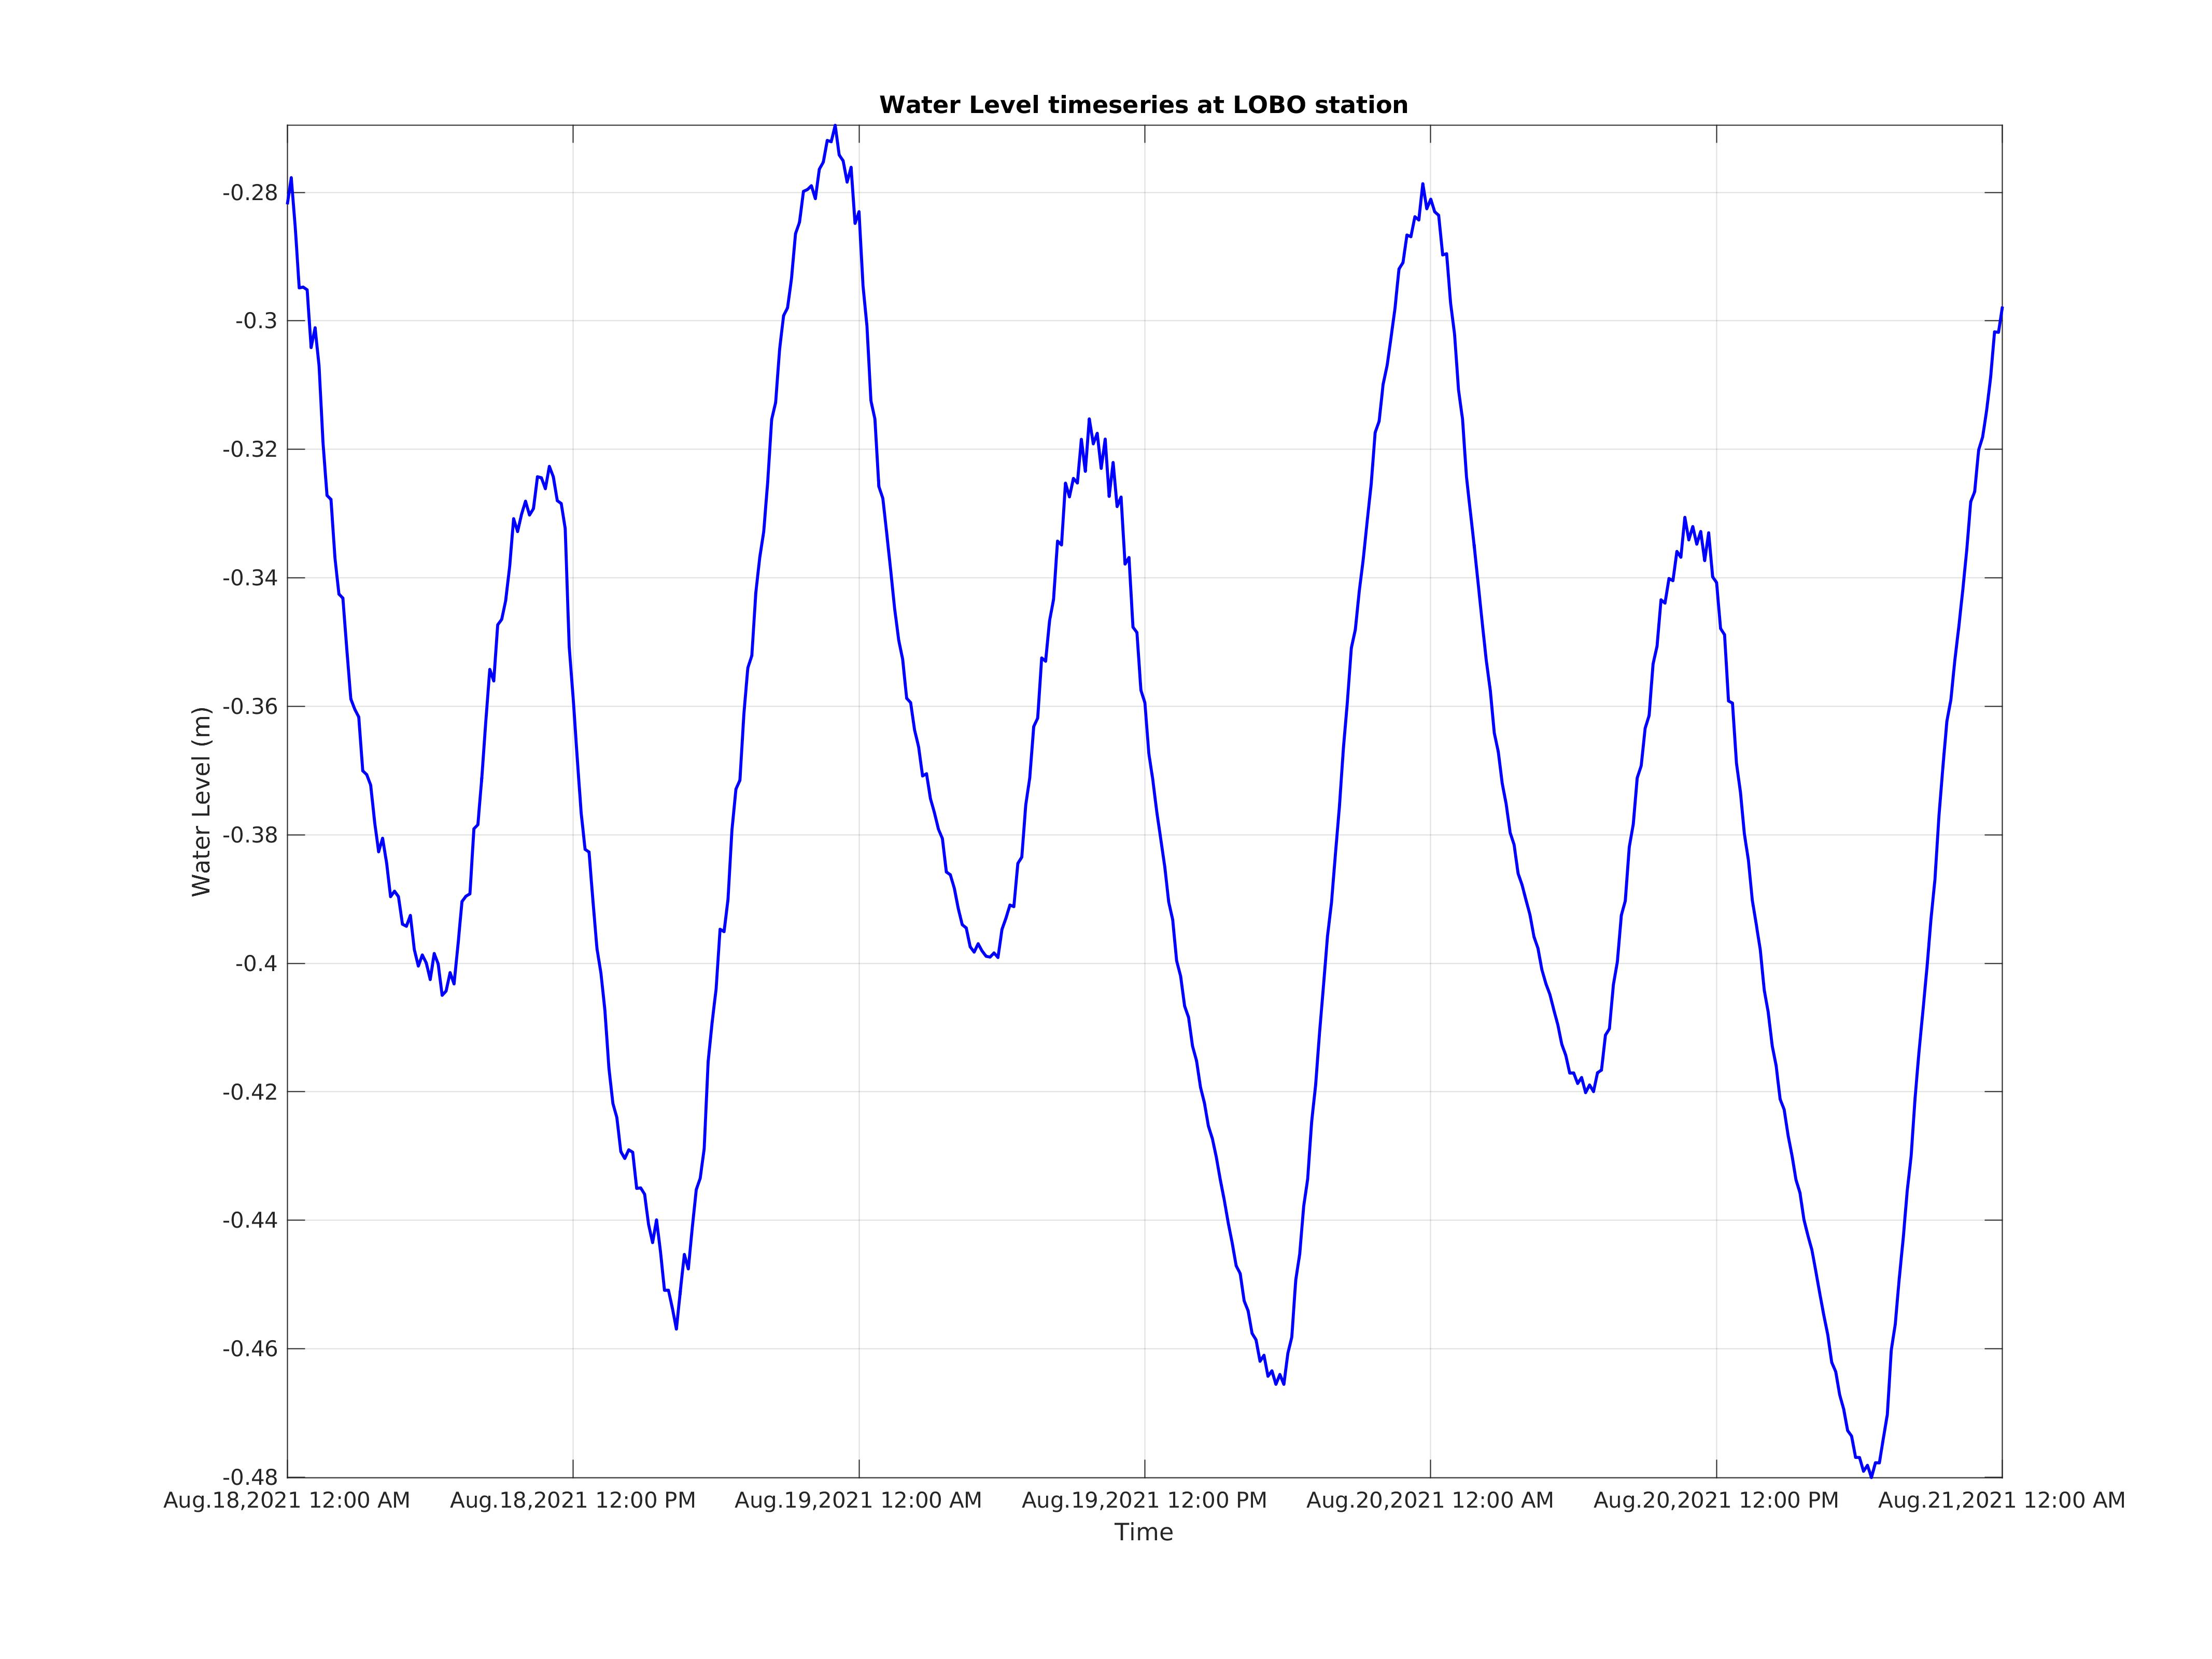 Water Level timeseries at LOBO station
-0.28
-0.3
-0.32
-0.34
-0.36
-0.38
-0.4
-0.42
-0.44
-0.46
-0.48
Water Level (m)
Aug.18,2021 12:00 AM Aug.18,2021 12:00 PM Aug.19,2021 12:00 AM Aug.19,2021 12:00 PM Aug.20,2021 12:00 AM Aug.20,2021 12:00 PM Aug.21,2021 12:00 AM
Time